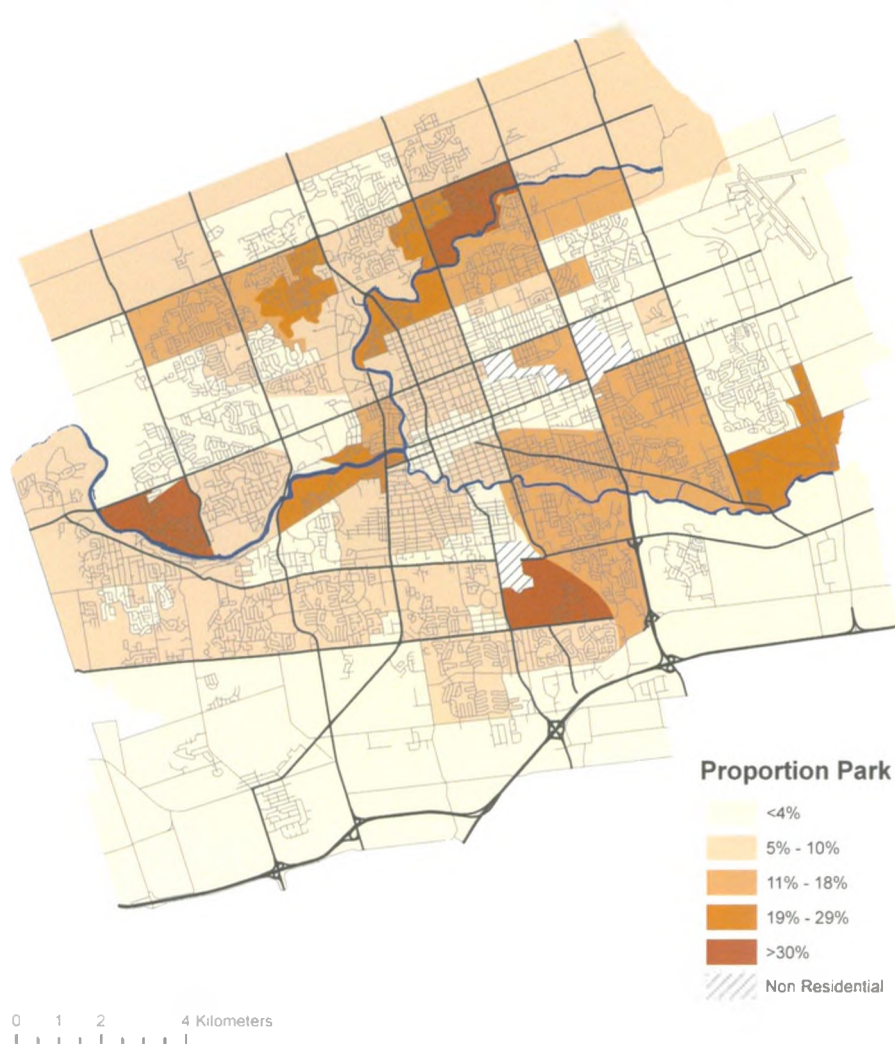 Proportion Park
<4%
5% - 10%
11% - 18%
19% - 29%
>30%
Non Residential
0 1 2 4 Kilometers